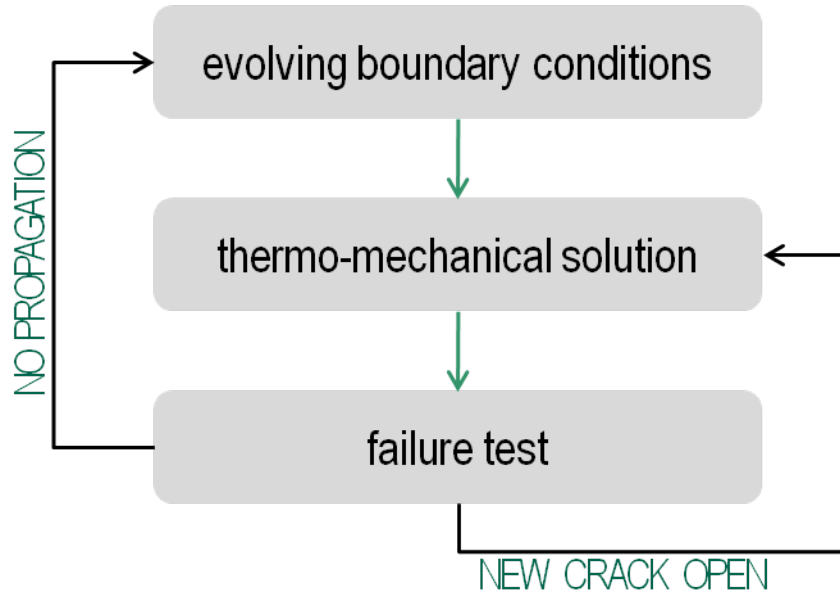 evolving boundary conditions
NO PROPAGATION
thermo-mechanical solution
failure test
NEW CRACK OPEN